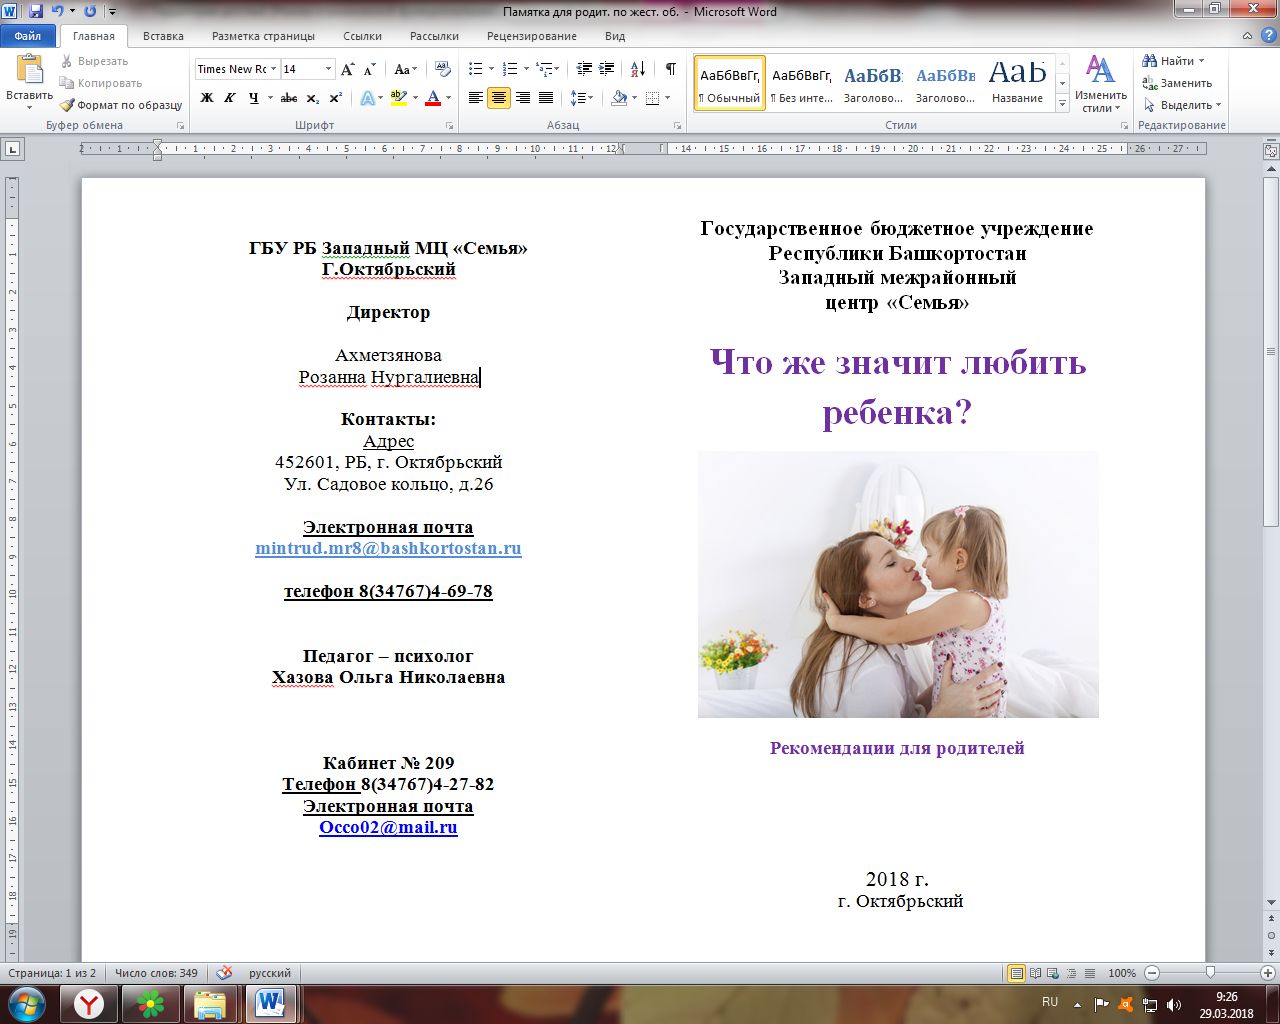 Памятка для родит. по жест. об. - Microsoft Word
Файл
Главная
Вставка
Разметка страницы
Ссылки
Рассылки
Рецензирование
Вид
Вставить
Вырезать
Копировать
Формат по образцу
Буфер обмена
Times New Ro
14
Шрифт
Абзац
АаБбВвГг,
¶ Обычный
АаБбВвГг,
¶ Без инте...
АаБбВ
Заголово...
АаБбВв
Заголово...
АаБ
Название
Изменить стили
Стили
Найти
Заменить
Выделить
Редактирование
ГБУ РБ Западный МЦ «Семья»
Г.Октябрьский
Директор
Ахметзянова
Розанна Нургалиевна
Контакты:
Адрес
452601, РБ, г. Октябрьский
Ул. Садовое кольцо, д.26
Электронная почта
mintrud.mr8@bashkortostan.ru
телефон 8(34767)4-69-78
Педагог – психолог
Хазова Ольга Николаевна
Кабинет № 209
Телефон 8(34767)4-27-82
Электронная почта
Occo02@mail.ru
Государственное бюджетное учреждение
Республики Башкортостан
Западный межрайонный
центр «Семья»
Что же значит любить
ребенка?
Рекомендации для родителей
2018 г.
г. Октябрьский
Страница: 1 из 2
Число слов: 349
русский
100%
RU
9:26
29.03.2018